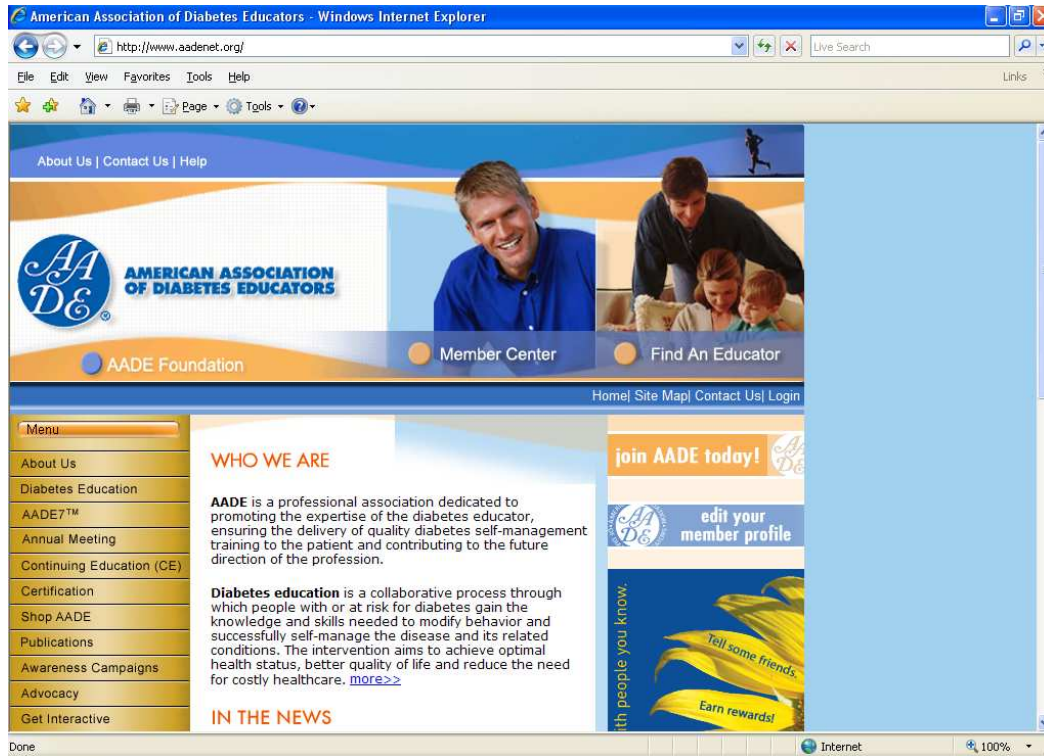 American Association of Diabetes Educators - Windows Internet Explorer
http://www.aadenet.org/
Live Search
File Edit View Favorites Tools Help
Links
Page Tools
About Us | Contact Us | Help
AADE
AMERICAN ASSOCIATION
OF DIABETES EDUCATORS
AADE Foundation
Member Center
Find An Educator
Home| Site Map| Contact Us| Login
Menu
About Us
Diabetes Education
AADE7™
Annual Meeting
Continuing Education (CE)
Certification
Shop AADE
Publications
Awareness Campaigns
Advocacy
Get Interactive
WHO WE ARE
AADE is a professional association dedicated to
promoting the expertise of the diabetes educator,
ensuring the delivery of quality diabetes self-management
training to the patient and contributing to the future
direction of the profession.
Diabetes education is a collaborative process through
which people with or at risk for diabetes gain the
knowledge and skills needed to modify behavior and
successfully self-manage the disease and its related
conditions. The intervention aims to achieve optimal
health status, better quality of life and reduce the need
for costly healthcare. more>>
IN THE NEWS
join AADE today!
AADE
AADE
edit your
member profile
people you know.
Tell some friends.
Earn rewards!
Done
Internet
100%